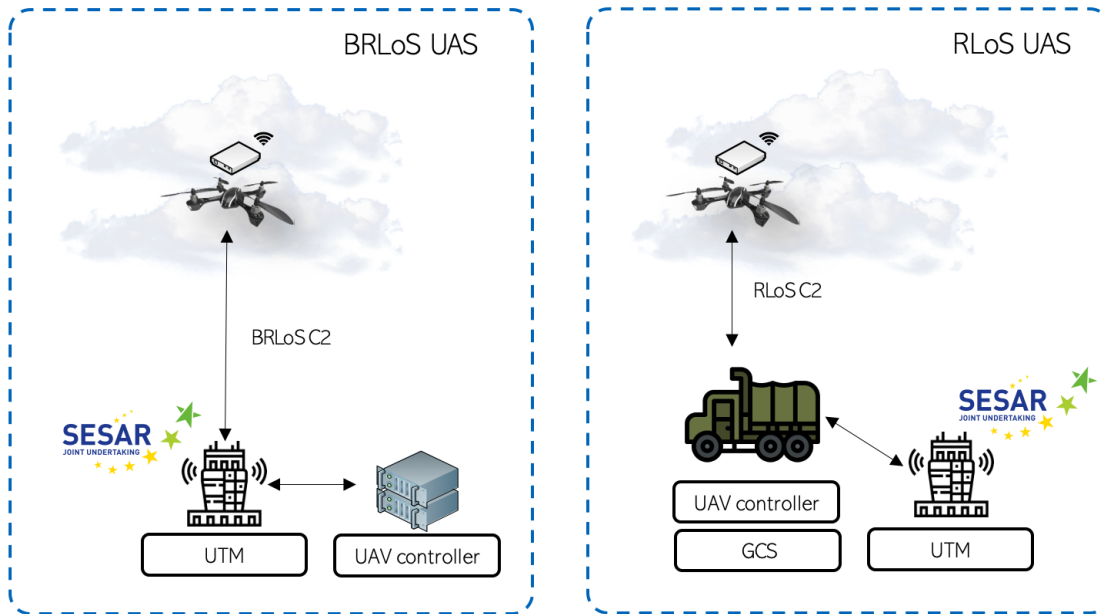 BRLoS UAS
BRLoS C2
SESAR
JOINT UNDERTAKING
UTM
UAV controller
RLoS UAS
RLoS C2
SESAR
JOINT UNDERTAKING
UAV controller
GCS
UTM